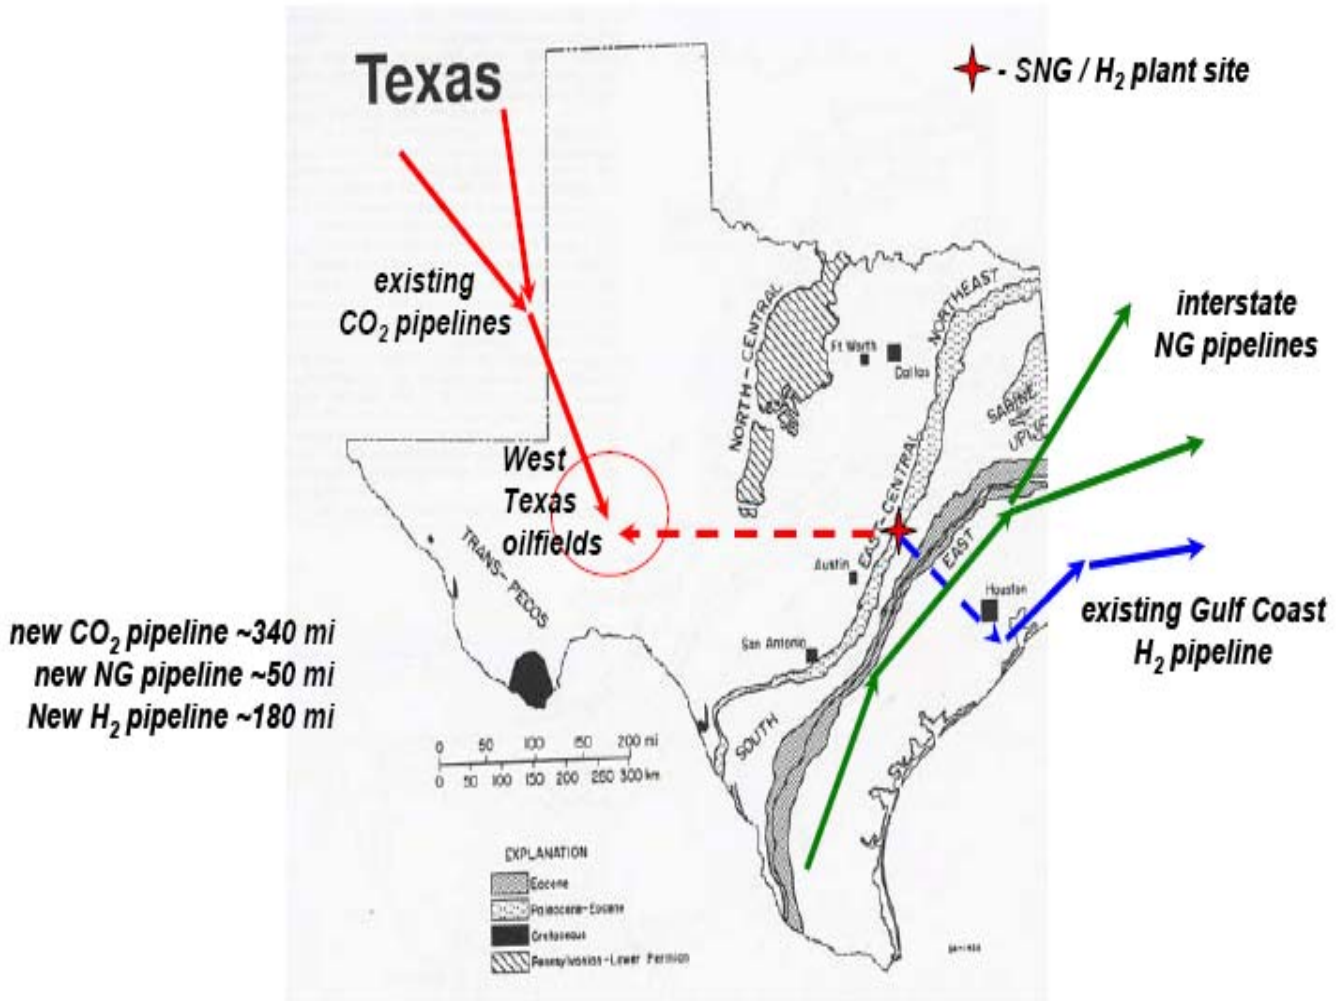 Texas
- SNG / H₂ plant site
existing
CO₂ pipelines
interstate
NG pipelines
NORTHEAST
NORTH-CENTRAL
Ft Worth
Dallas
SABINE
UPLIFT
West
Texas
oilfields
EAST-CENTRAL
EAST
Austin
Houston
TRANS-PECOS
existing Gulf Coast
H₂ pipeline
new CO₂ pipeline ~340 mi
new NG pipeline ~50 mi
New H₂ pipeline ~180 mi
San Antonio
SOUTH
0 50 100 150 200 mi
0 50 100 150 200 250 300 km
EXPLANATION
Eocene
Paleocene-Eocene
Cretaceous
Pennsylvanian-Lower Permian